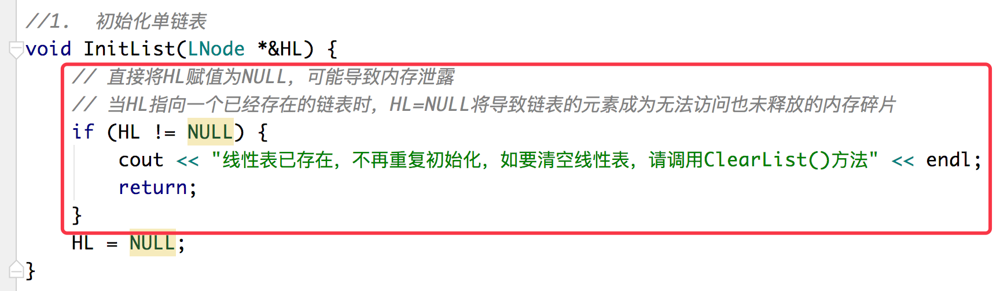 //1.  初始化单链表
void InitList(LNode *&HL) {
    // 直接将HL赋值为NULL，可能导致内存泄露
    // 当HL指向一个已经存在的链表时，HL=NULL将导致链表的元素成为无法访问也未释放的内存碎片
    if (HL != NULL) {
        cout << "线性表已存在，不再重复初始化，如要清空线性表，请调用ClearList()方法" << endl;
        return;
    }
    HL = NULL;
}